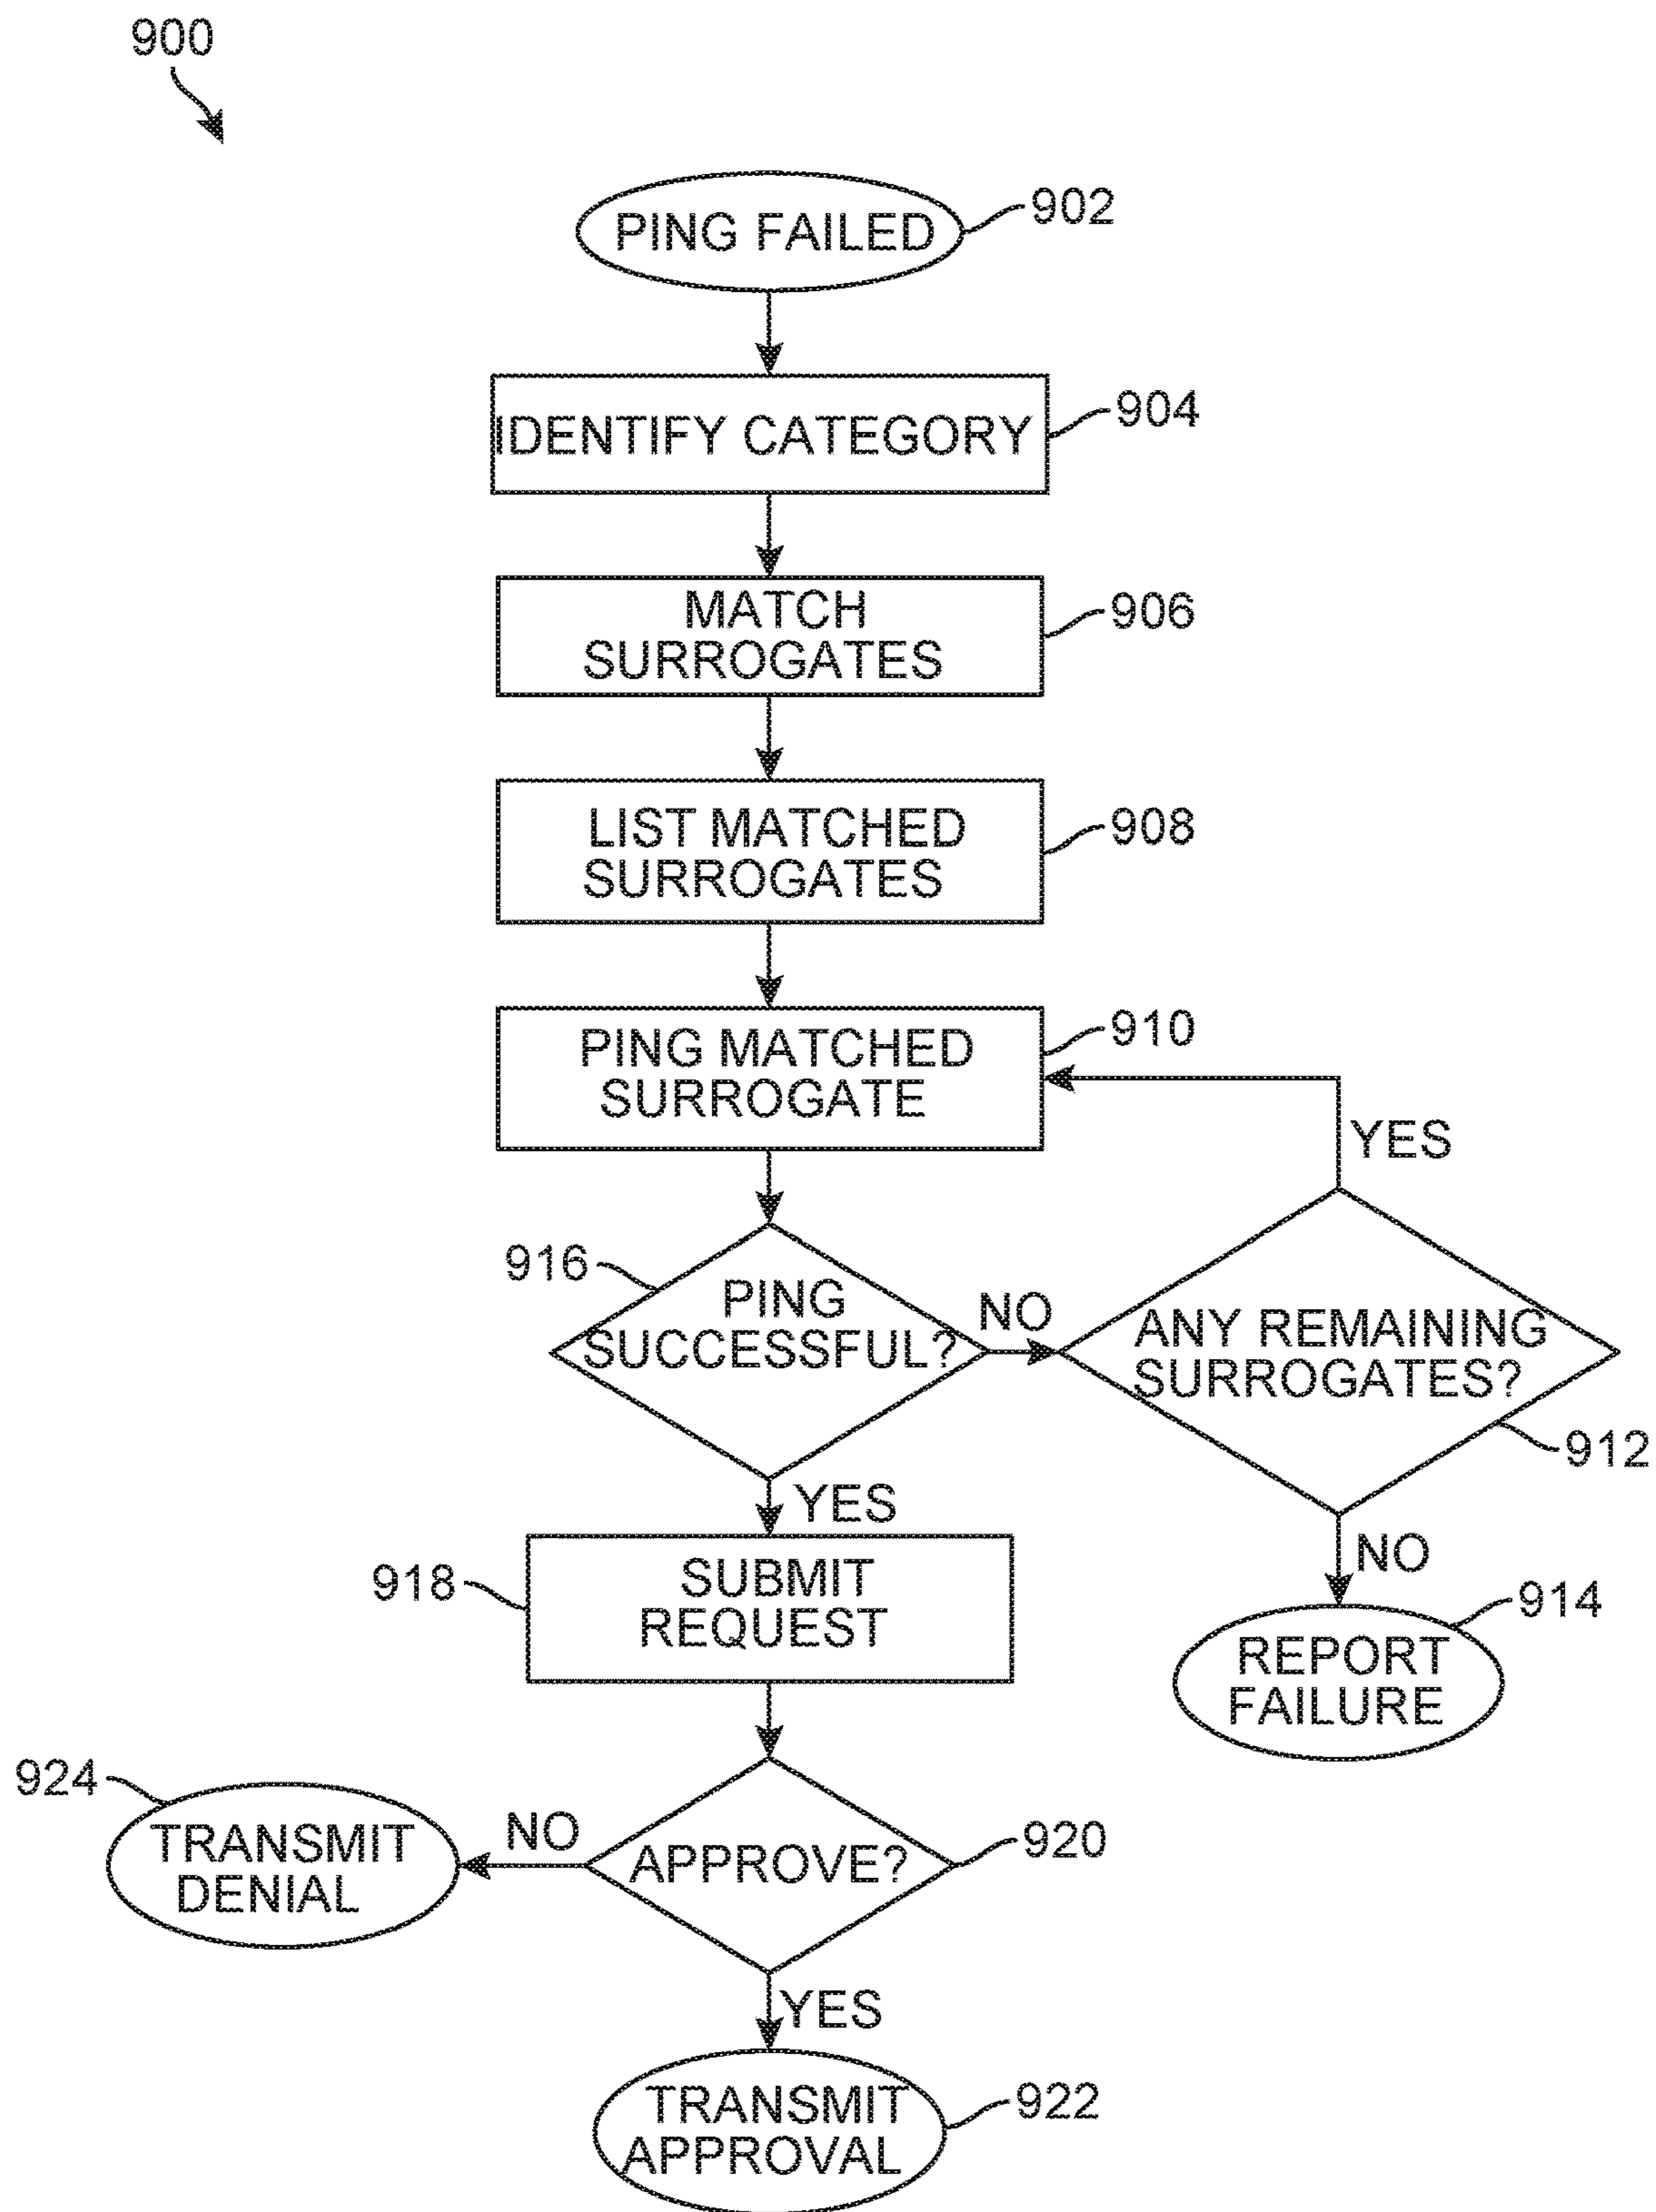 900
PING FAILED
902
IDENTIFY CATEGORY
904
MATCH
SURROGATES
906
LIST MATCHED
SURROGATES
908
PING MATCHED
SURROGATE
910
YES
916
PING
SUCCESSFUL?
NO
ANY REMAINING
SURROGATES?
912
YES
NO
918
SUBMIT
REQUEST
914
REPORT
FAILURE
924
TRANSMIT
DENIAL
NO
APPROVE?
920
YES
TRANSMIT
APPROVAL
922